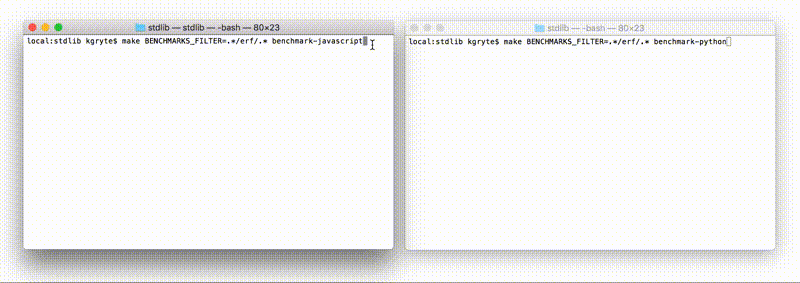 stdlib — stdlib — -bash — 80×23
local:stdlib kgryte$ make BENCHMARKS_FILTER=.*/erf/.* benchmark-javascript
stdlib — -bash — 80×23
local:stdlib kgryte$ make BENCHMARKS_FILTER=.*/erf/.* benchmark-python